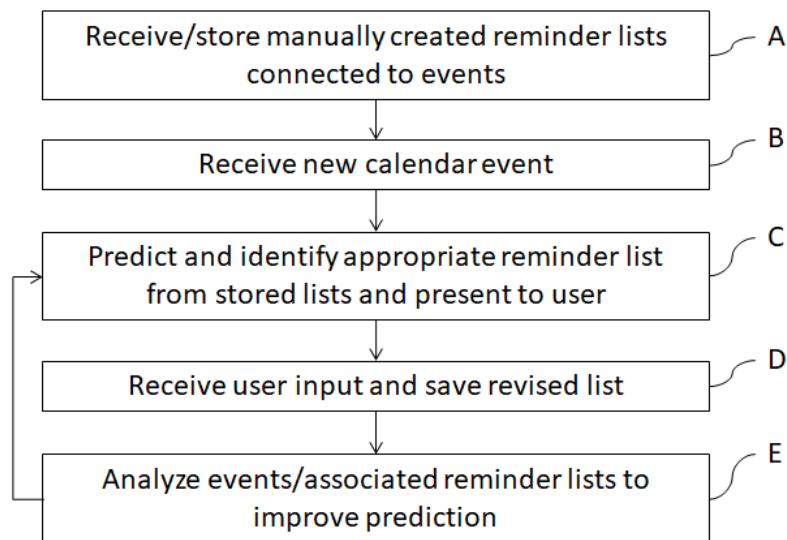 Receive/store manually created reminder lists
connected to events
A
Receive new calendar event
B
Predict and identify appropriate reminder list
from stored lists and present to user
C
Receive user input and save revised list
D
Analyze events/associated reminder lists to
improve prediction
E